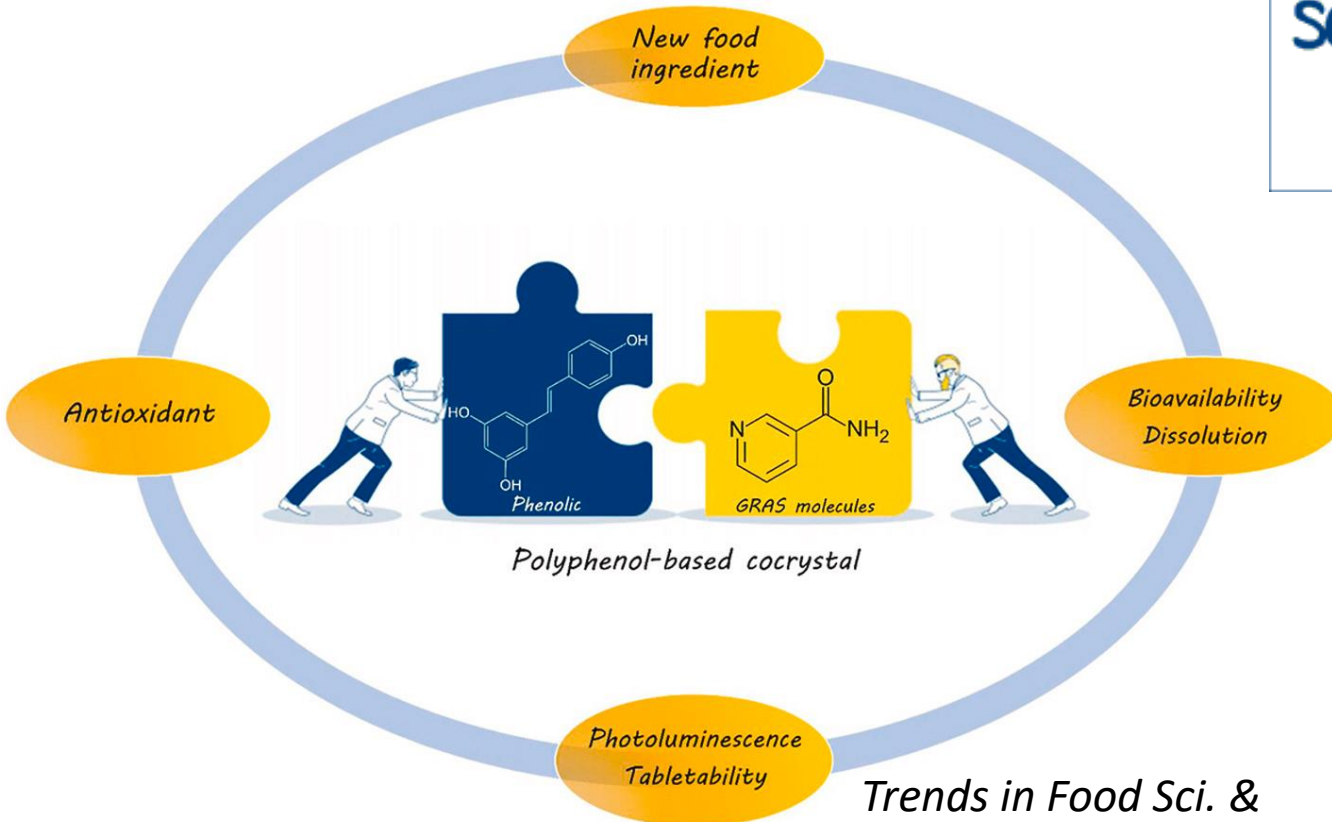 New food
ingredient
Antioxidant
OH
HO
OH
Phenolic
N
O
NH₂
GRAS molecules
Bioavailability
Dissolution
Polyphenol-based cocrystal
Photoluminescence
Tabletability
Trends in Food Sci. &